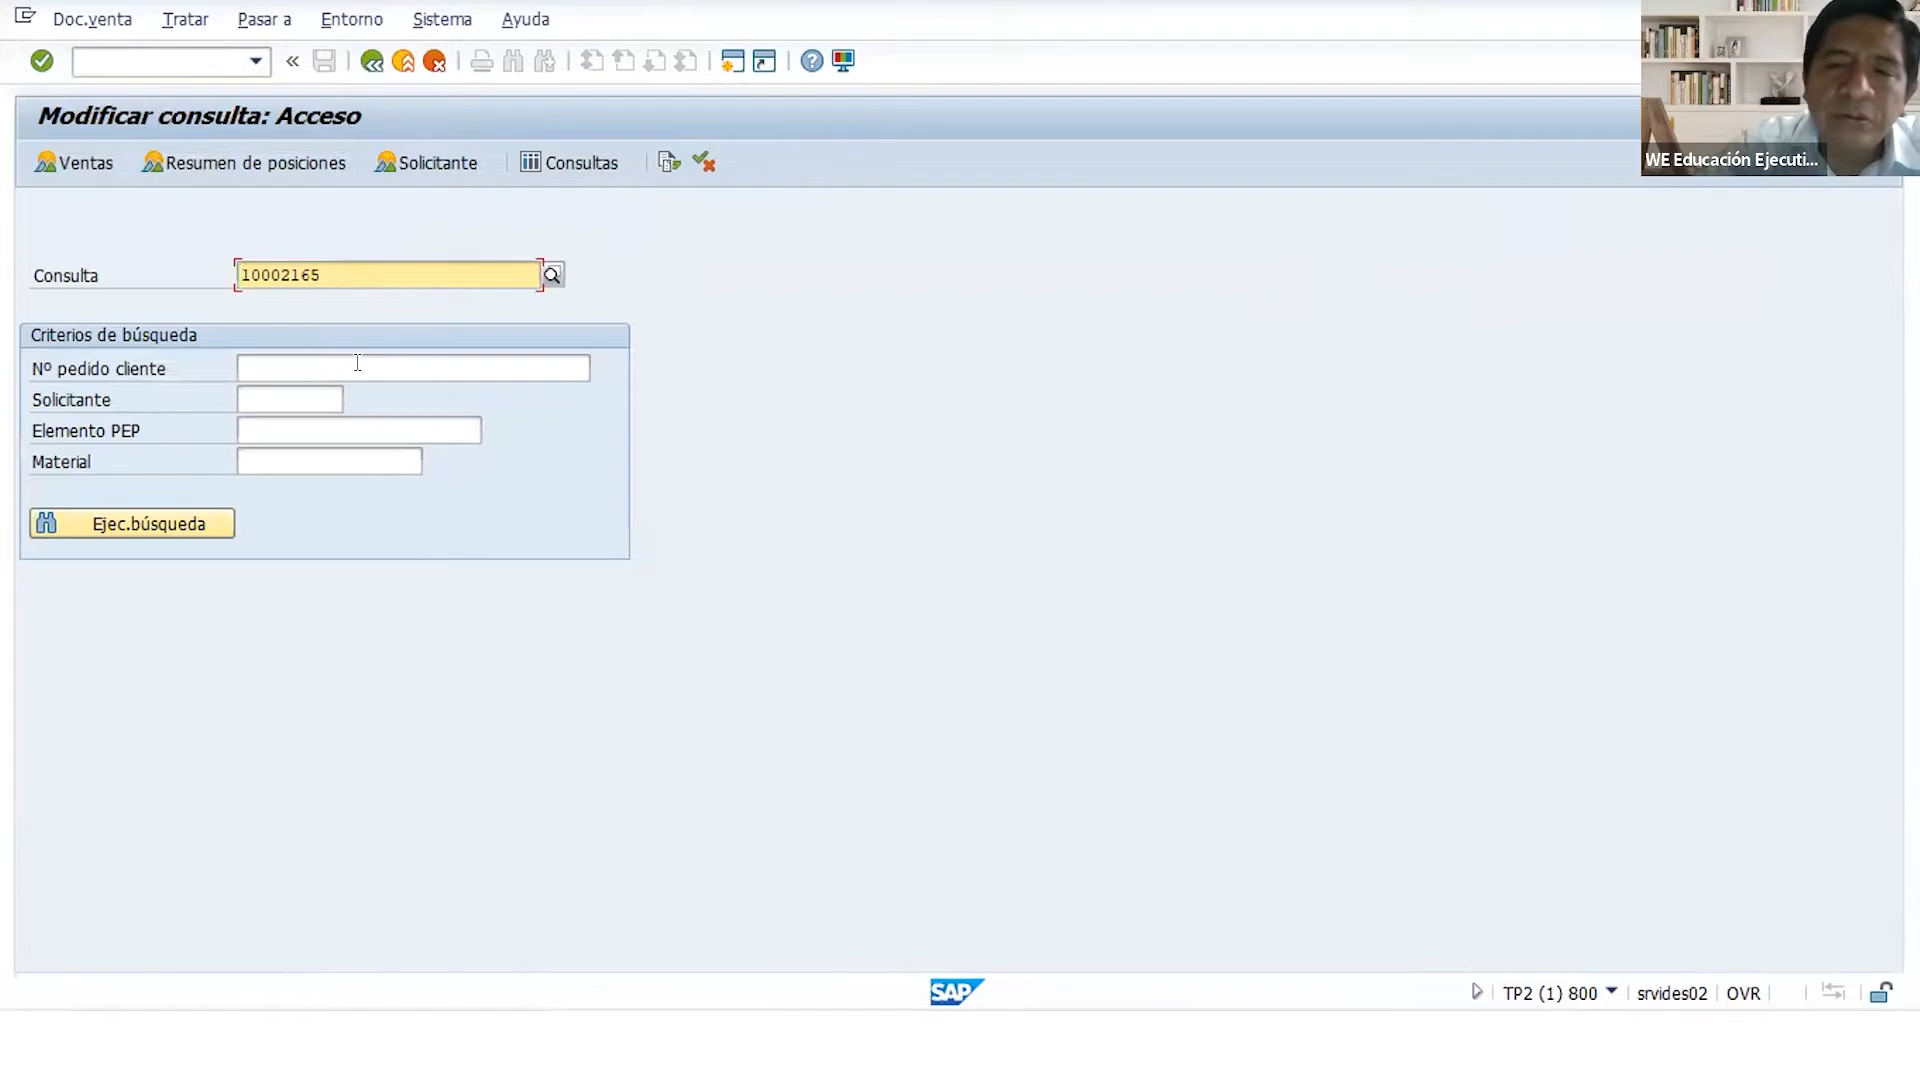 Doc.venta Tratar Pasar a Entorno Sistema Ayuda
Modificar consulta: Acceso
Ventas Resumen de posiciones Solicitante Consultas
WE Educación Ejecuti...
Consulta 10002165
Criterios de búsqueda
Nº pedido cliente
Solicitante
Elemento PEP
Material
Ejec.búsqueda
SAP
TP2 (1) 800 srvides02 OVR